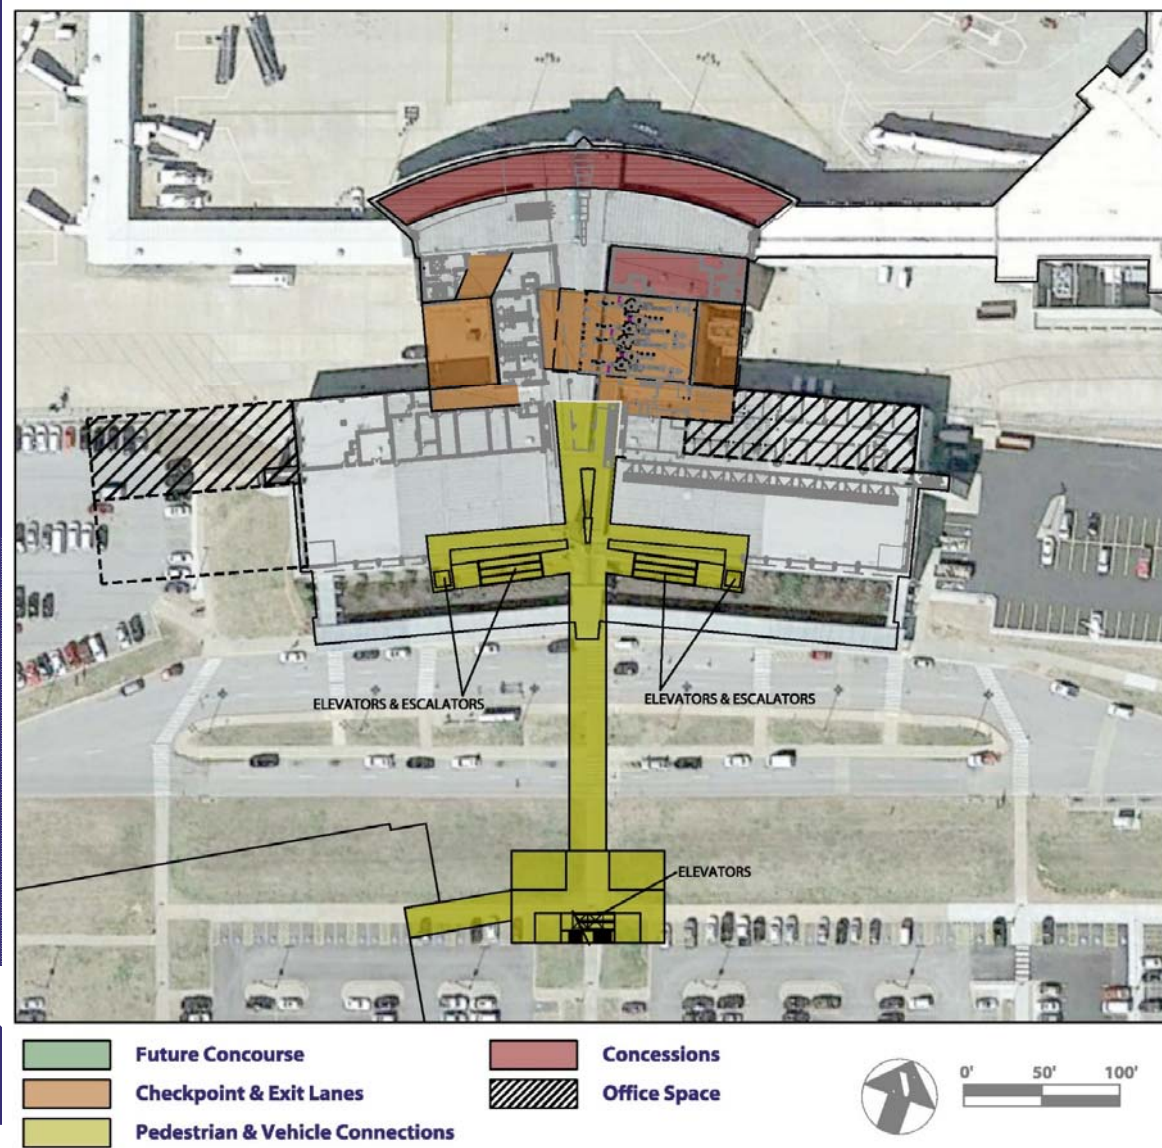 ELEVATORS & ESCALATORS
ELEVATORS & ESCALATORS
ELEVATORS
Future Concourse
Concessions
Checkpoint & Exit Lanes
Office Space
Pedestrian & Vehicle Connections
0' 50' 100'